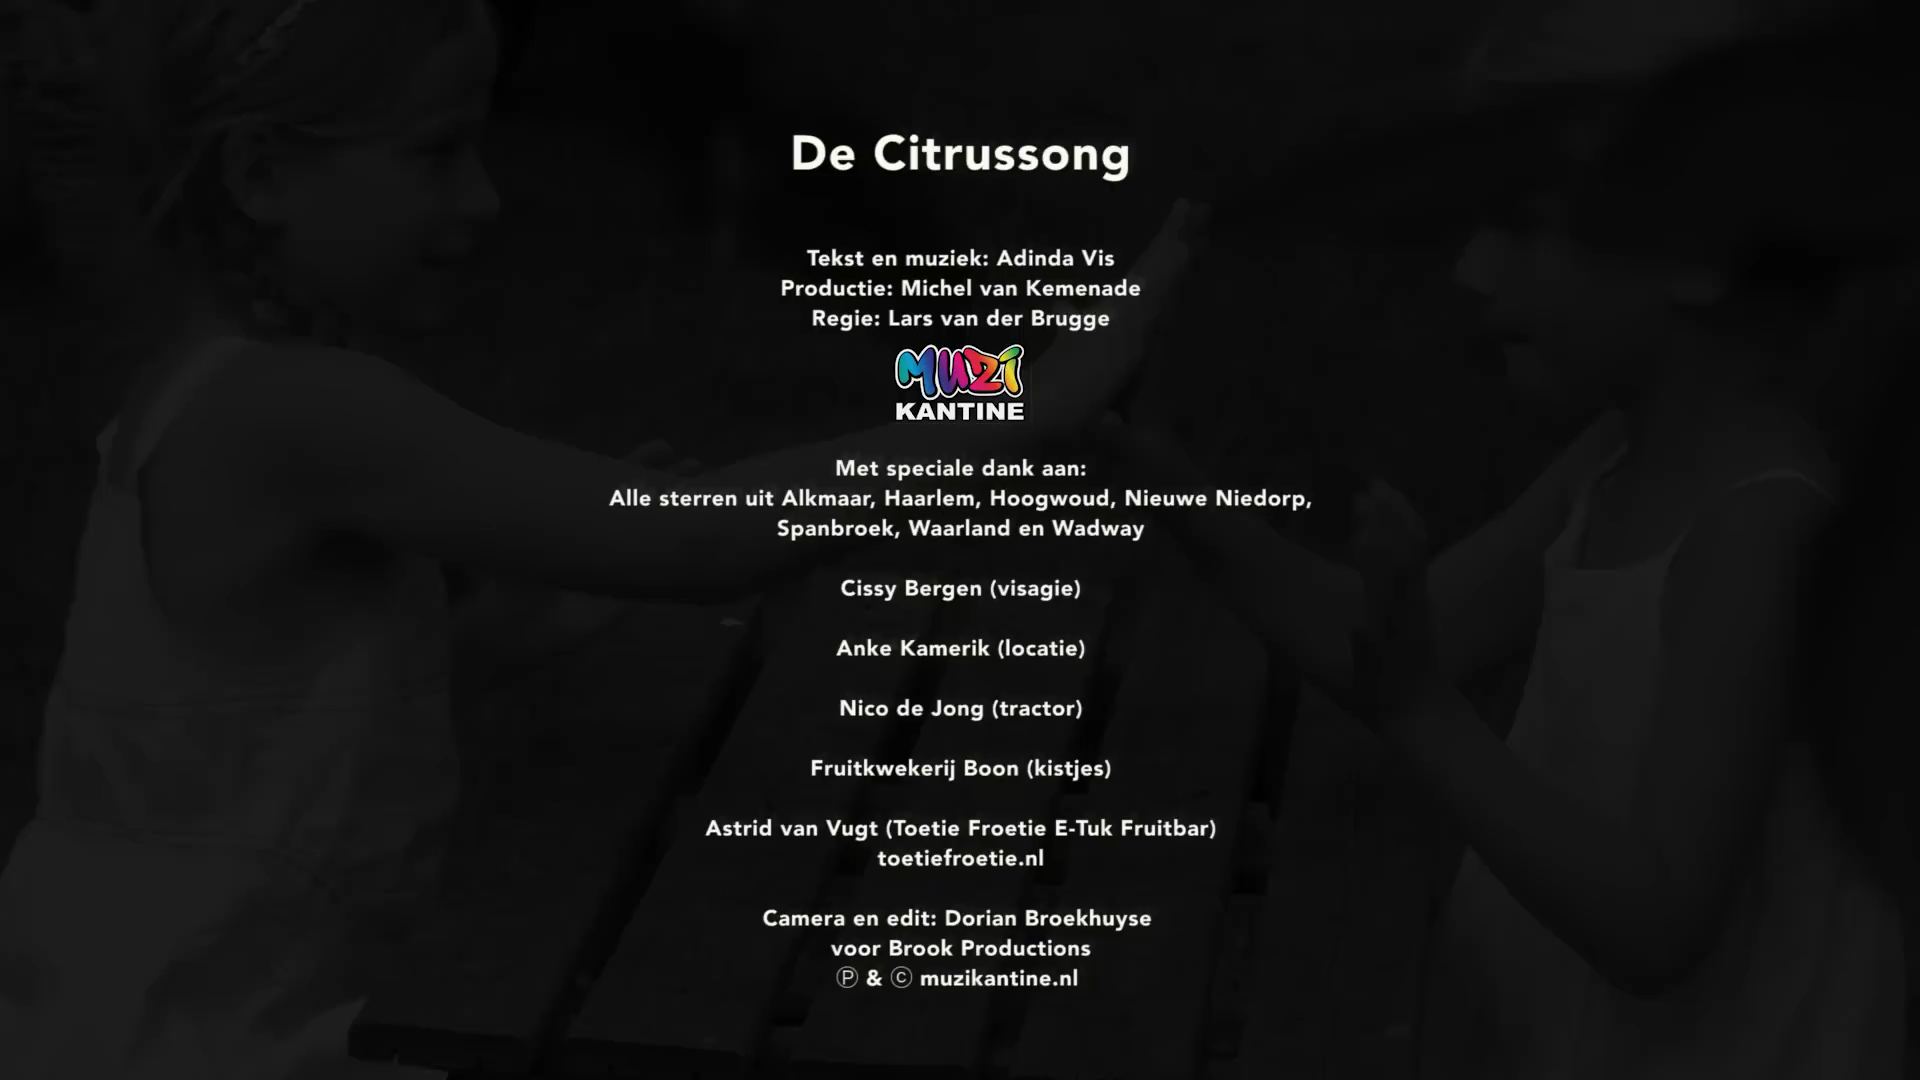 De Citrussong
Tekst en muziek: Adinda Vis
Productie: Michel van Kemenade
Regie: Lars van der Brugge
MUZI
KANTINE
Met speciale dank aan:
Alle sterren uit Alkmaar, Haarlem, Hoogwoud, Nieuwe Niedorp,
Spanbroek, Waarland en Wadway
Cissy Bergen (visagie)
Anke Kamerik (locatie)
Nico de Jong (tractor)
Fruitkwekerij Boon (kistjes)
Astrid van Vugt (Toetie Froetie E-Tuk Fruitbar)
toetiefroetie.nl
Camera en edit: Dorian Broekhuyse
voor Brook Productions
Ⓟ & ⓒ muzikantine.nl